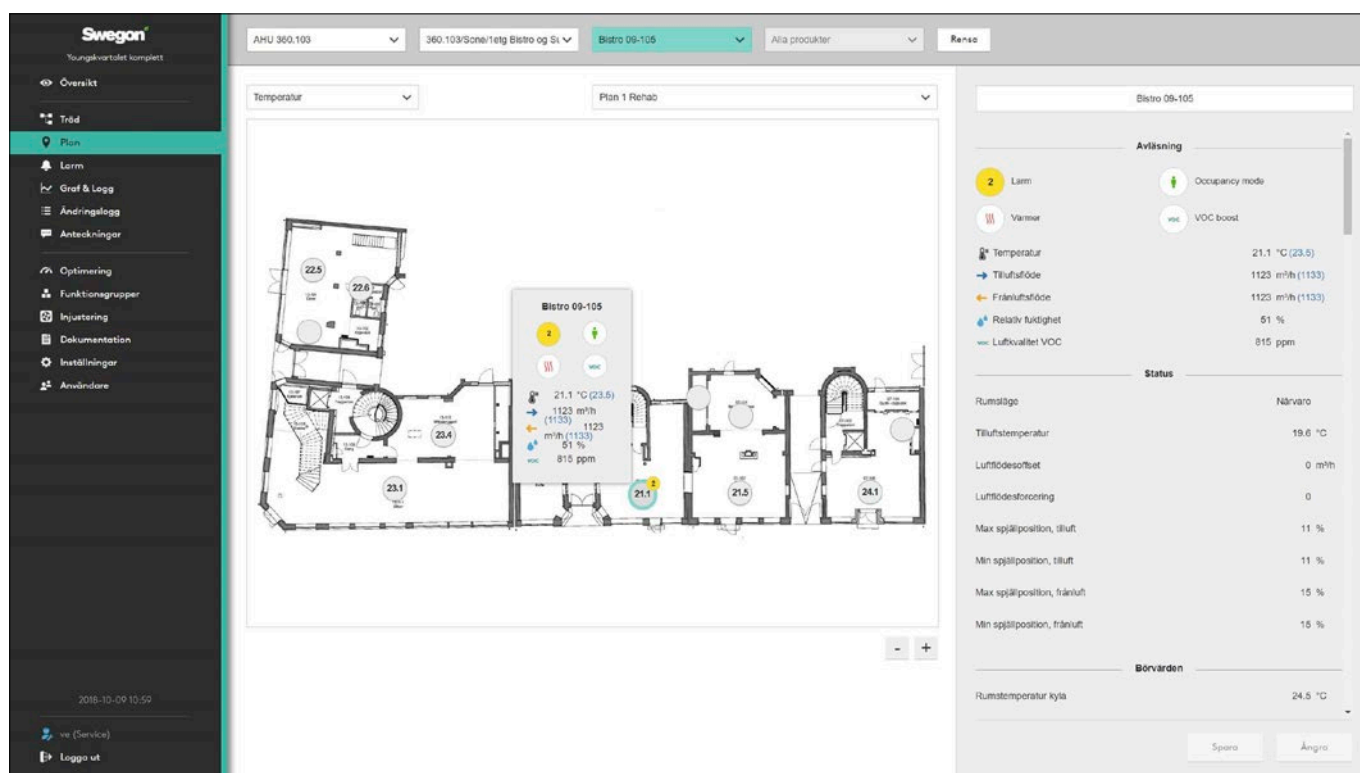 Swegon
Youngskvartalet komplett
Översikt
Träd
Plan
Larm
Graf & Logg
Ändringslogg
Anteckningar
Optimering
Funktionsgrupper
Injustering
Dokumentation
Inställningar
Användare
2018-10-09 10:59
ve (Service)
Logga ut
AHU 360.103
360.103/Sone/1etg Bistro og St
Bistro 09-105
Alla produkter
Rensa
Temperatur
Plan 1 Rehab
22.5
22.6
23.4
23.1
21.1
2
21.5
24.1
Bistro 09-105
2
VOC
21.1 °C (23.5)
1123 m³/h
(1133) 1123
m³/h (1133)
51 %
VOC 815 ppm
- +
Bistro 09-105
Avläsning
2 Larm
Occupancy mode
Värmer
VOC VOC boost
Temperatur 21.1 °C (23.5)
Tilluftsflöde 1123 m³/h (1133)
Frånluftsflöde 1123 m³/h (1133)
Relativ fuktighet 51 %
VOC Luftkvalitet VOC 815 ppm
Status
Rumsläge Närvaro
Tilluftstemperatur 19.6 °C
Luftflödesoffset 0 m³/h
Luftflödesforcering 0
Max spjällposition, tilluft 11 %
Min spjällposition, tilluft 11 %
Max spjällposition, frånluft 15 %
Min spjällposition, frånluft 15 %
Börvärden
Rumstemperatur kyla 24.5 °C
Spara Ångra